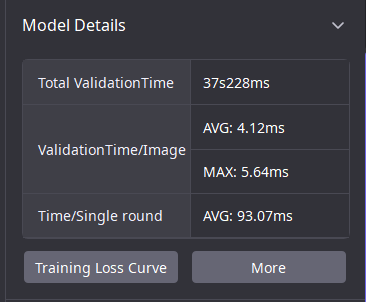 Model Details
Total ValidationTime
37s228ms
ValidationTime/Image
AVG: 4.12ms
MAX: 5.64ms
Time/Single round
AVG: 93.07ms
Training Loss Curve
More